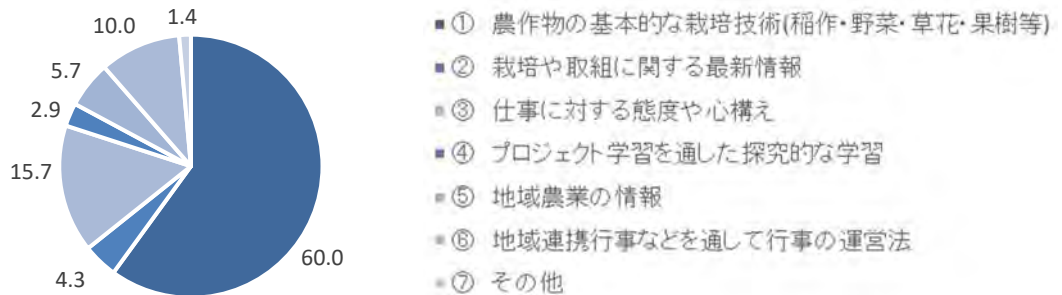 10.0
1.4
5.7
2.9
15.7
4.3
60.0
① 農作物の基本的な栽培技術(稲作・野菜・草花・果樹等)
② 栽培や取組に関する最新情報
③ 仕事に対する態度や心構え
④ プロジェクト学習を通した探究的な学習
⑤ 地域農業の情報
⑥ 地域連携行事などを通して行事の運営法
⑦ その他